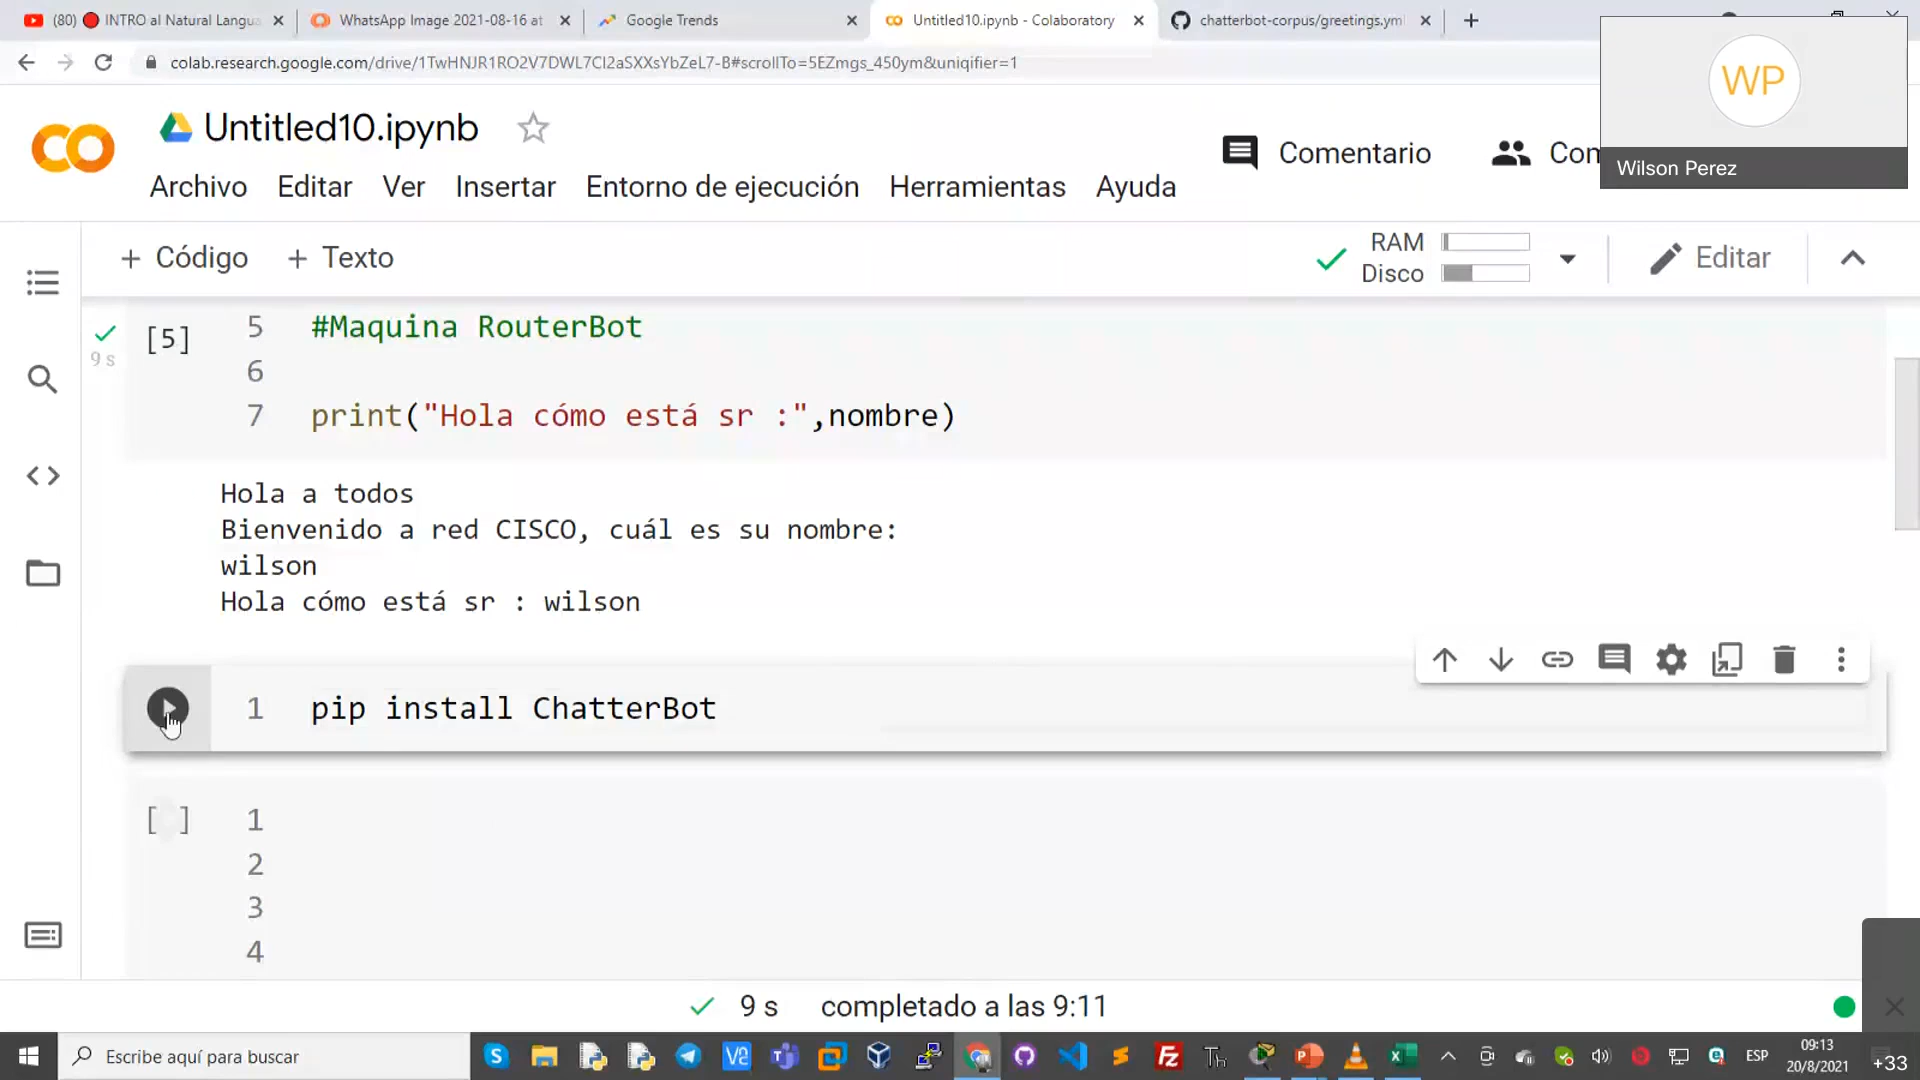 (80) 🔴 INTRO al Natural Langua
WhatsApp Image 2021-08-16 at
Google Trends
Untitled10.ipynb - Colaboratory
chatterbot-corpus/greetings.yml
colab.research.google.com/drive/1TwHNJR1RO2V7DWL7CI2aSXXsYbZeL7-B#scrollTo=5EZmgs_450ym&uniqifier=1
WP
Wilson Perez
Untitled10.ipynb
Comentario
Com
Archivo Editar Ver Insertar Entorno de ejecución Herramientas Ayuda
+ Código + Texto
RAM
Disco
Editar
[5]
9 s
5 #Maquina RouterBot
6
7 print("Hola cómo está sr :",nombre)
Hola a todos
Bienvenido a red CISCO, cuál es su nombre:
wilson
Hola cómo está sr : wilson
1 pip install ChatterBot
[ ] 1
2
3
4
9 s completado a las 9:11
Escribe aquí para buscar
ESP
09:13
20/8/2021
+33